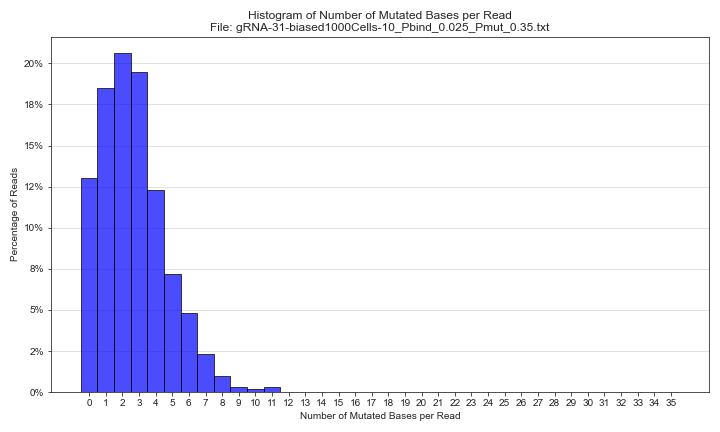 Histogram of Number of Mutated Bases per Read
File: gRNA-31-biased1000Cells-10_Pbind_0.025_Pmut_0.35.txt
20%
18%
15%
12%
10%
8%
5%
2%
0%
Percentage of Reads
0 1 2 3 4 5 6 7 8 9 10 11 12 13 14 15 16 17 18 19 20 21 22 23 24 25 26 27 28 29 30 31 32 33 34 35
Number of Mutated Bases per Read